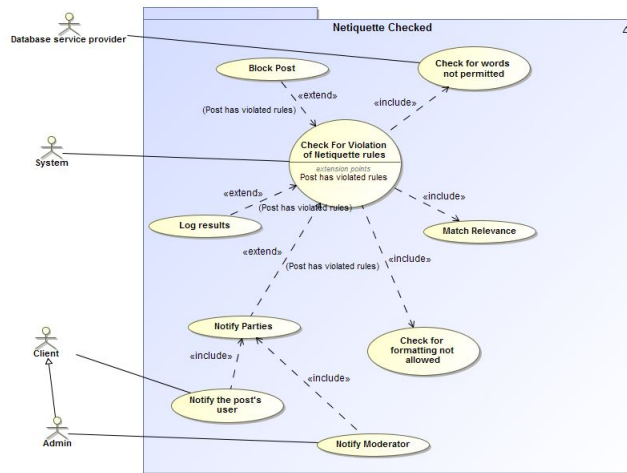 Netiquette Checked
Database service provider
Block Post
Check for words
not permitted
«extend»
«include»
(Post has violated rules)
Check For Violation
of Netiquette rules
extension points
Post has violated rules
System
«extend»
«include»
(Post has violated rules)
Log results
Match Relevance
«extend»
«include»
(Post has violated rules)
Notify Parties
Check for
formatting not
allowed
Client
«include»
«include»
Notify the post's
user
Admin
Notify Moderator